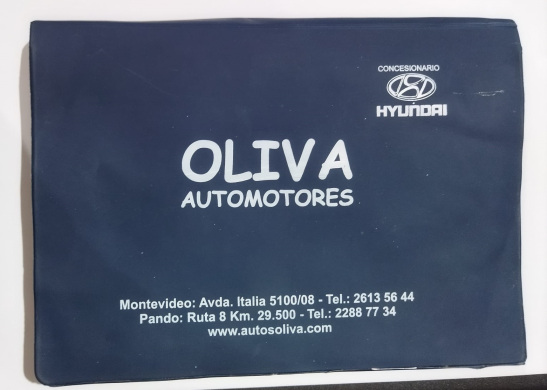 CONCESIONARIO
HYUNDAI
OLIVA
AUTOMOTORES
Montevideo: Avda. Italia 5100/08 - Tel.: 2613 56 44
Pando: Ruta 8 Km. 29.500 - Tel.: 2288 77 34
www.autosoliva.com